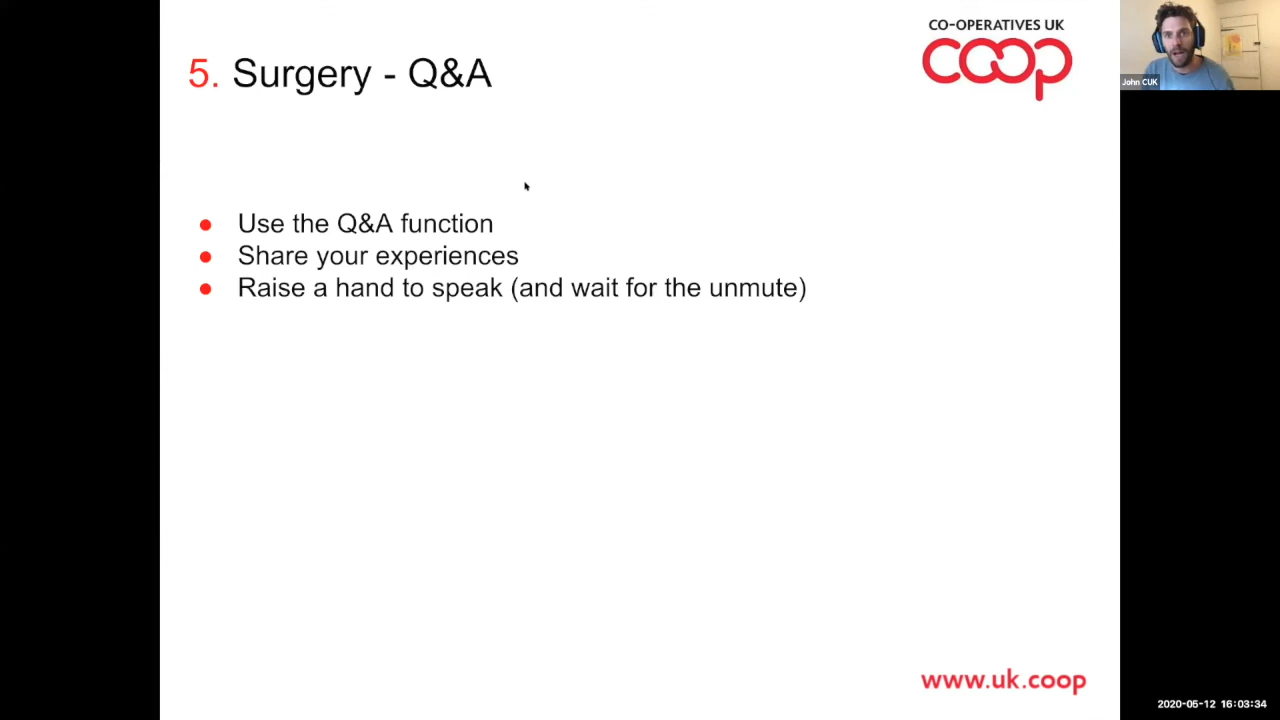 CO-OPERATIVES UK
coop
5. Surgery - Q&A
John CUK
Use the Q&A function
Share your experiences
Raise a hand to speak (and wait for the unmute)
www.uk.coop
2020-05-12 16:03:34